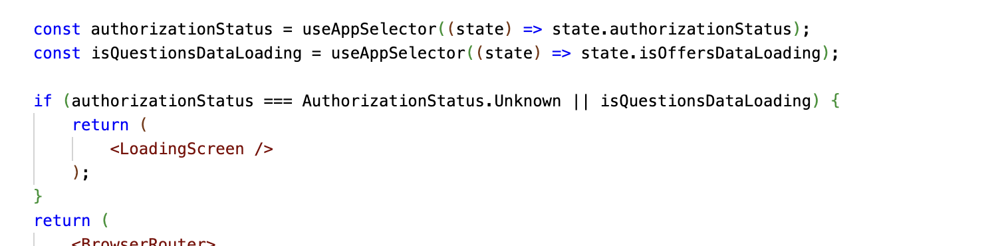 const authorizationStatus = useAppSelector((state) => state.authorizationStatus);
const isQuestionsDataLoading = useAppSelector((state) => state.isOffersDataLoading);
if (authorizationStatus === AuthorizationStatus.Unknown || isQuestionsDataLoading) {
return (
<LoadingScreen />
);
}
return (
<BrowserRouter>